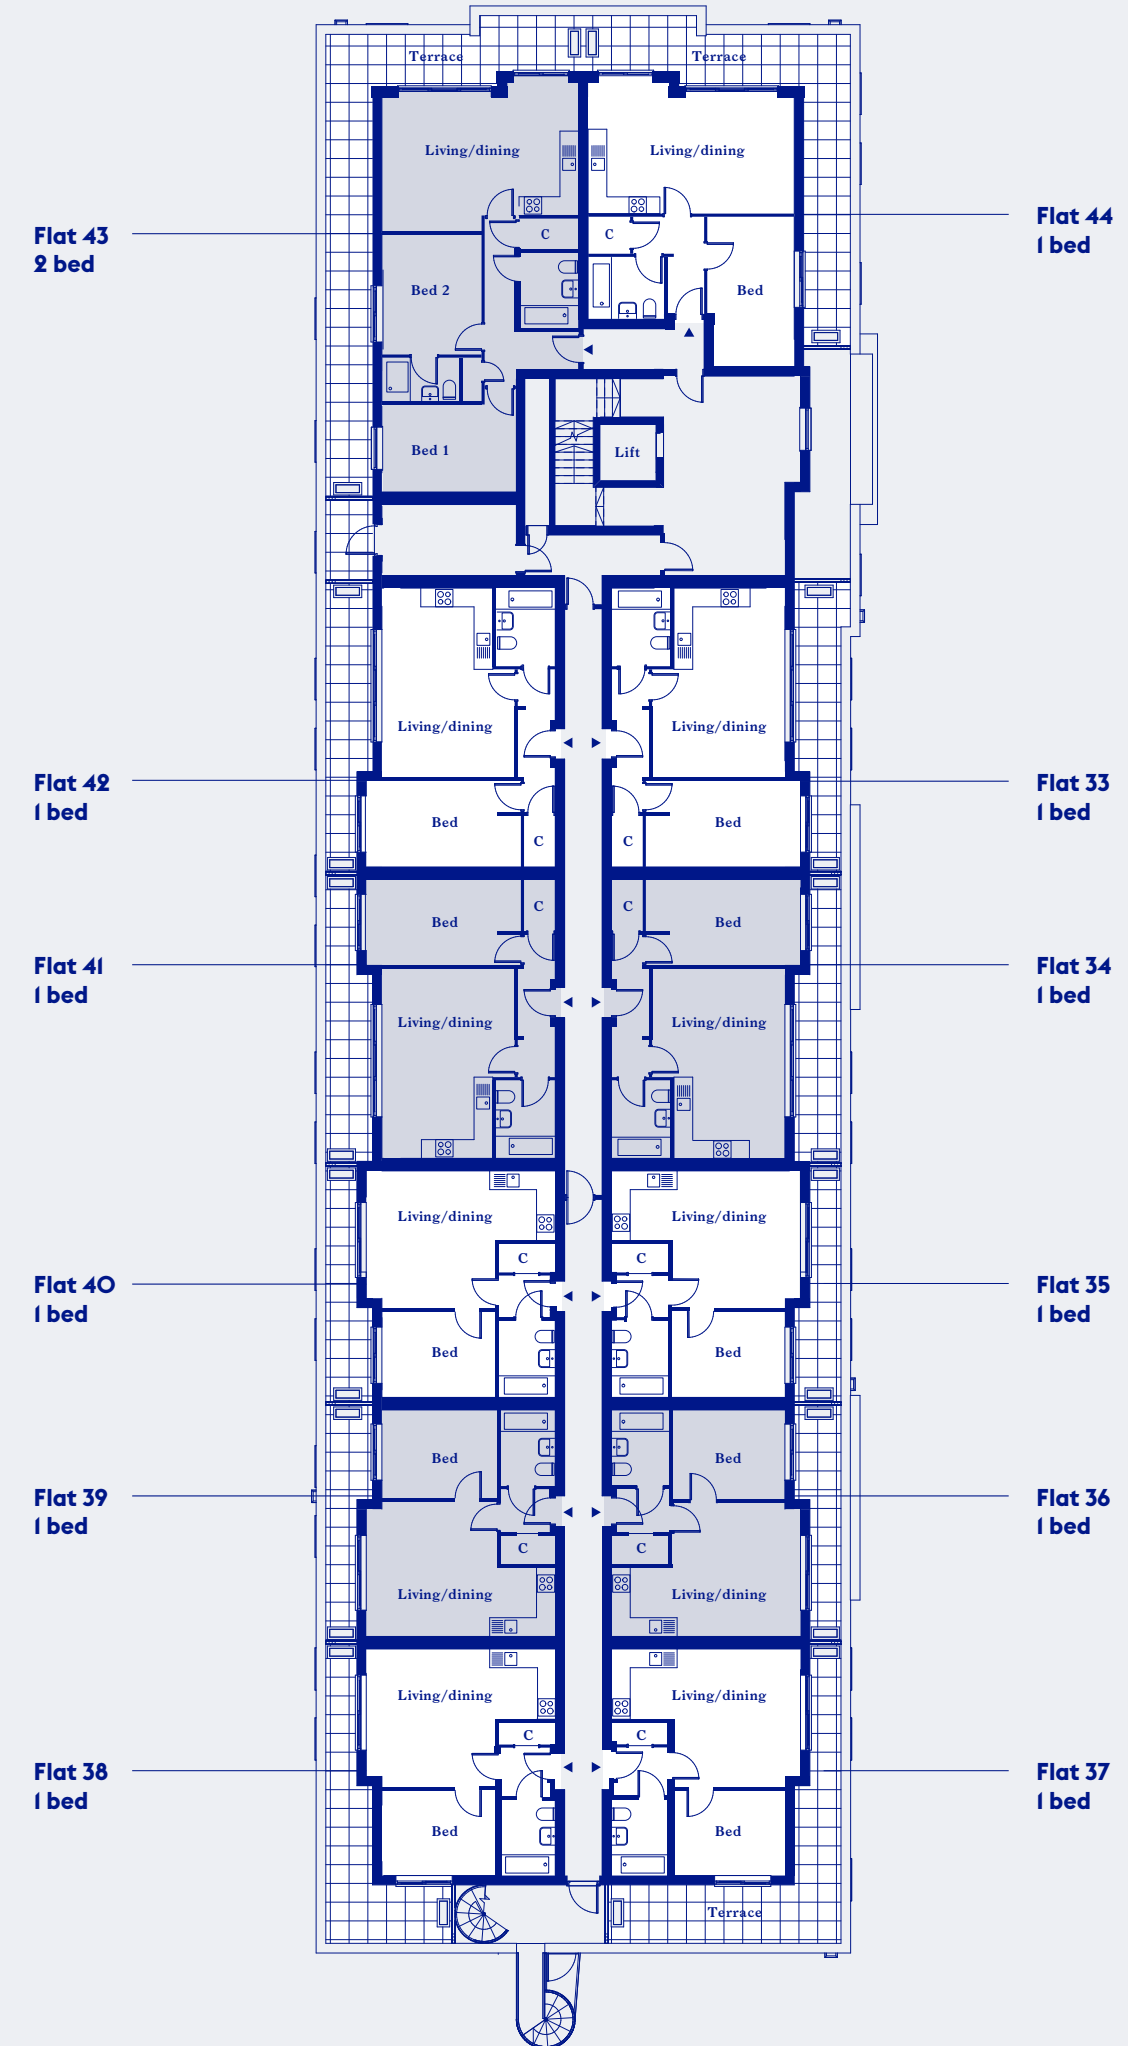 Terrace
Terrace
Living/dining
Living/dining
Flat 43
2 bed
Flat 44
1 bed
C
C
Bed 2
Bed
Bed 1
Lift
Living/dining
Living/dining
Flat 42
1 bed
Flat 33
1 bed
Bed
C
C
Bed
Bed
C
C
Bed
Flat 41
1 bed
Flat 34
1 bed
Living/dining
Living/dining
Living/dining
Living/dining
C
C
Flat 40
1 bed
Flat 35
1 bed
Bed
Bed
Bed
Bed
Flat 39
1 bed
Flat 36
1 bed
C
C
Living/dining
Living/dining
Living/dining
Living/dining
C
C
Flat 38
1 bed
Flat 37
1 bed
Bed
Bed
Terrace